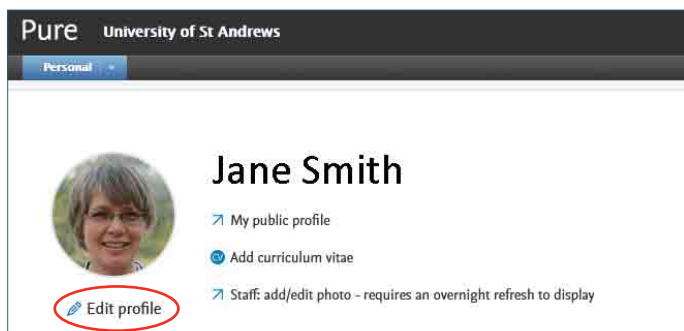 Pure University of St Andrews
Personal
Jane Smith
My public profile
CV Add curriculum vitae
Staff: add/edit photo - requires an overnight refresh to display
Edit profile